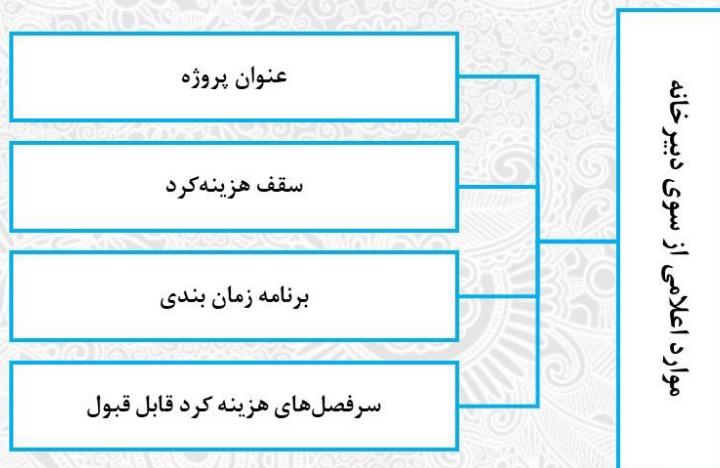 موارد اعلامی از سوی دبیرخانه
عنوان پروژه
سقف هزینه‌کرد
برنامه زمان بندی
سرفصل‌های هزینه کرد قابل قبول